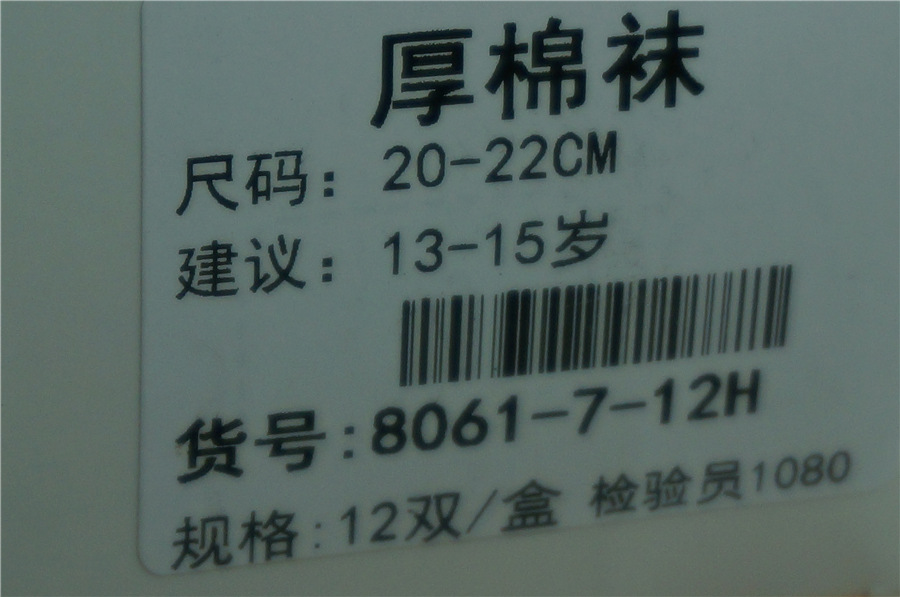 厚棉袜
尺码：20-22CM
建议：13-15岁
货号:8061-7-12H
规格:12双/盒 检验员1080